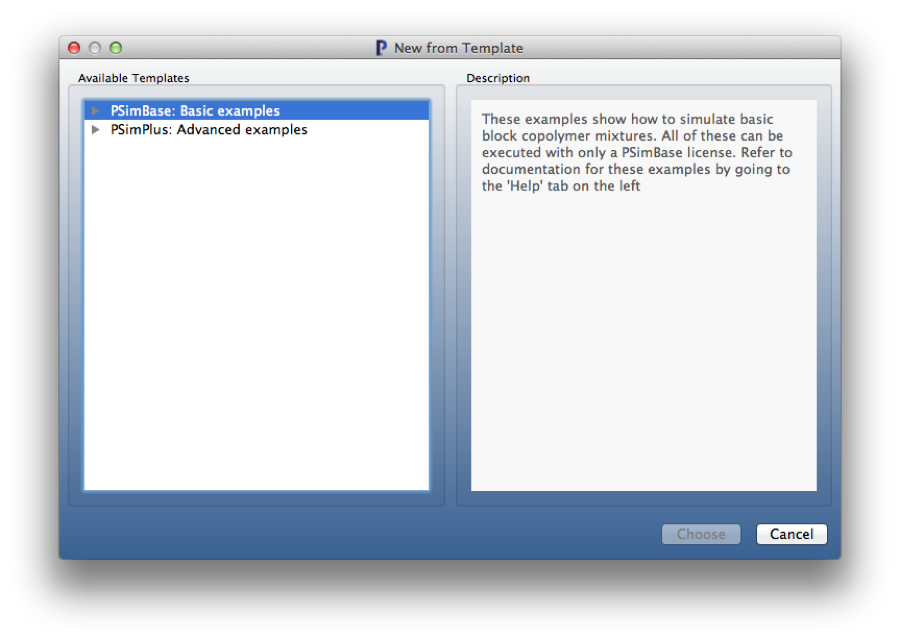 New from Template
Available Templates
PSimBase: Basic examples
PSimPlus: Advanced examples
Description
These examples show how to simulate basic
block copolymer mixtures. All of these can be
executed with only a PSimBase license. Refer to
documentation for these examples by going to
the 'Help' tab on the left
Choose
Cancel